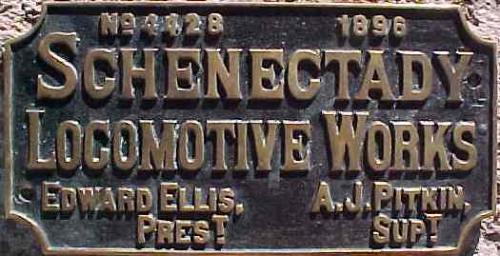 No 4428 1896
SCHENECTADY
LOCOMOTIVE WORKS
EDWARD ELLIS, A.J. PITKIN,
PREST SUPT